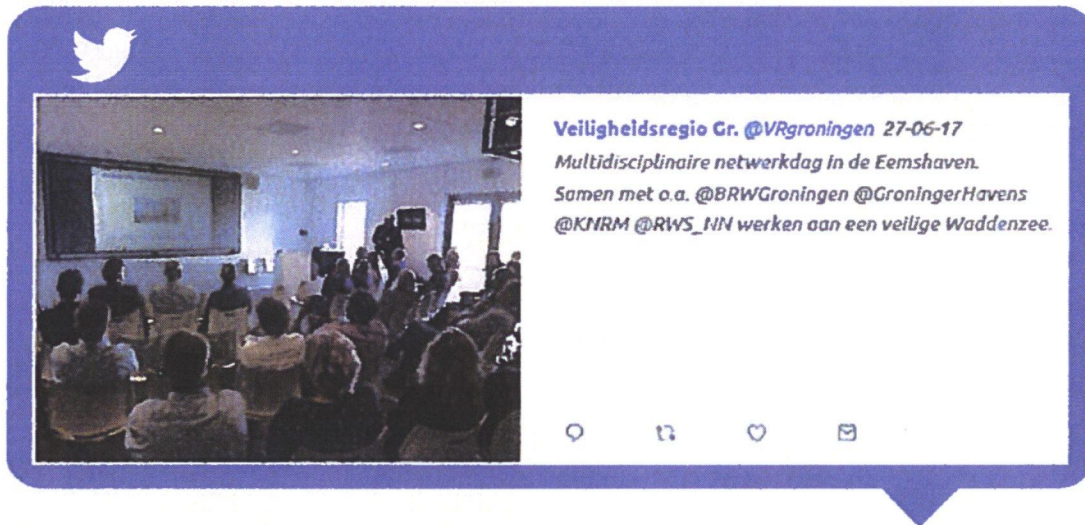 Veiligheidsregio Gr. @VRgroningen 27-06-17
Multidisciplinaire netwerkdag in de Eemshaven.
Samen met o.a. @BRWGroningen @GroningerHavens
@KNRM @RWS_NN werken aan een veilige Waddenzee.